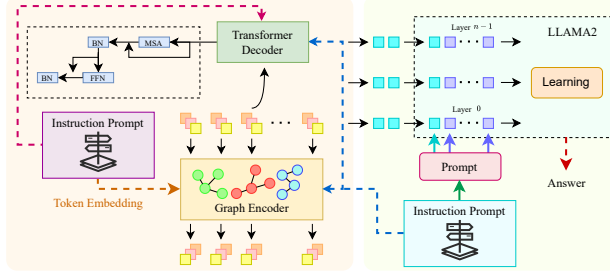 BN
MSA
BN
FFN
Transformer
Decoder
Instruction Prompt
Token Embedding
Graph Encoder
Layer n − 1
LLAMA2
Learning
Layer 0
Prompt
Answer
Instruction Prompt